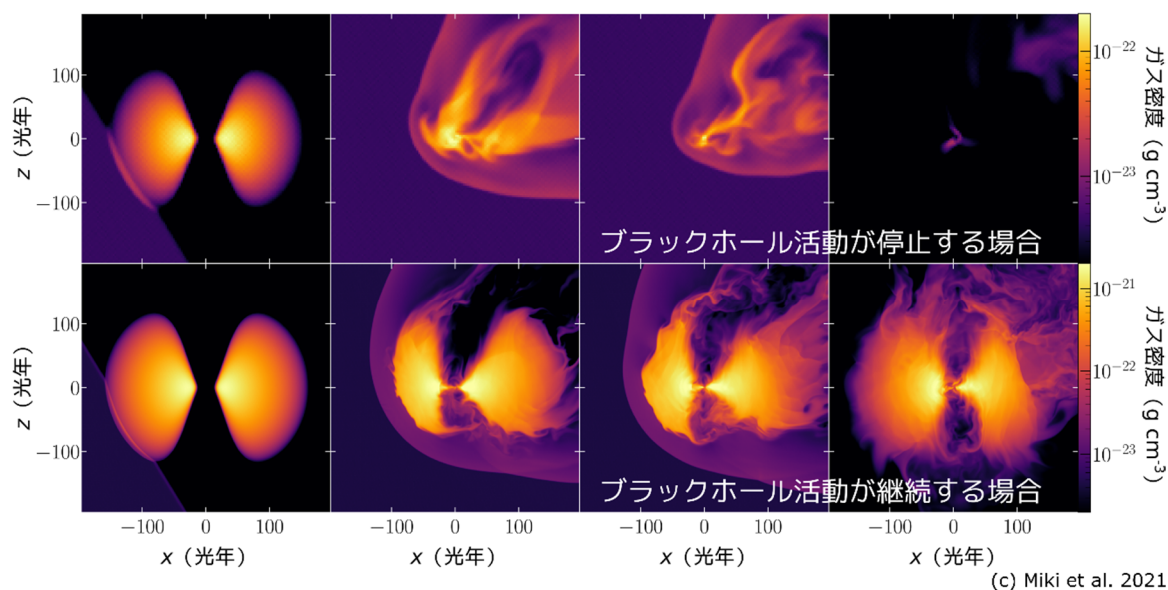 100
0
−100
z（光年）
10⁻²²
10⁻²³
ガス密度（g cm⁻³）
ブラックホール活動が停止する場合
100
0
−100
z（光年）
10⁻²¹
10⁻²²
10⁻²³
ガス密度（g cm⁻³）
ブラックホール活動が継続する場合
−100 0 100 −100 0 100 −100 0 100 −100 0 100
x（光年） x（光年） x（光年） x（光年）
(c) Miki et al. 2021